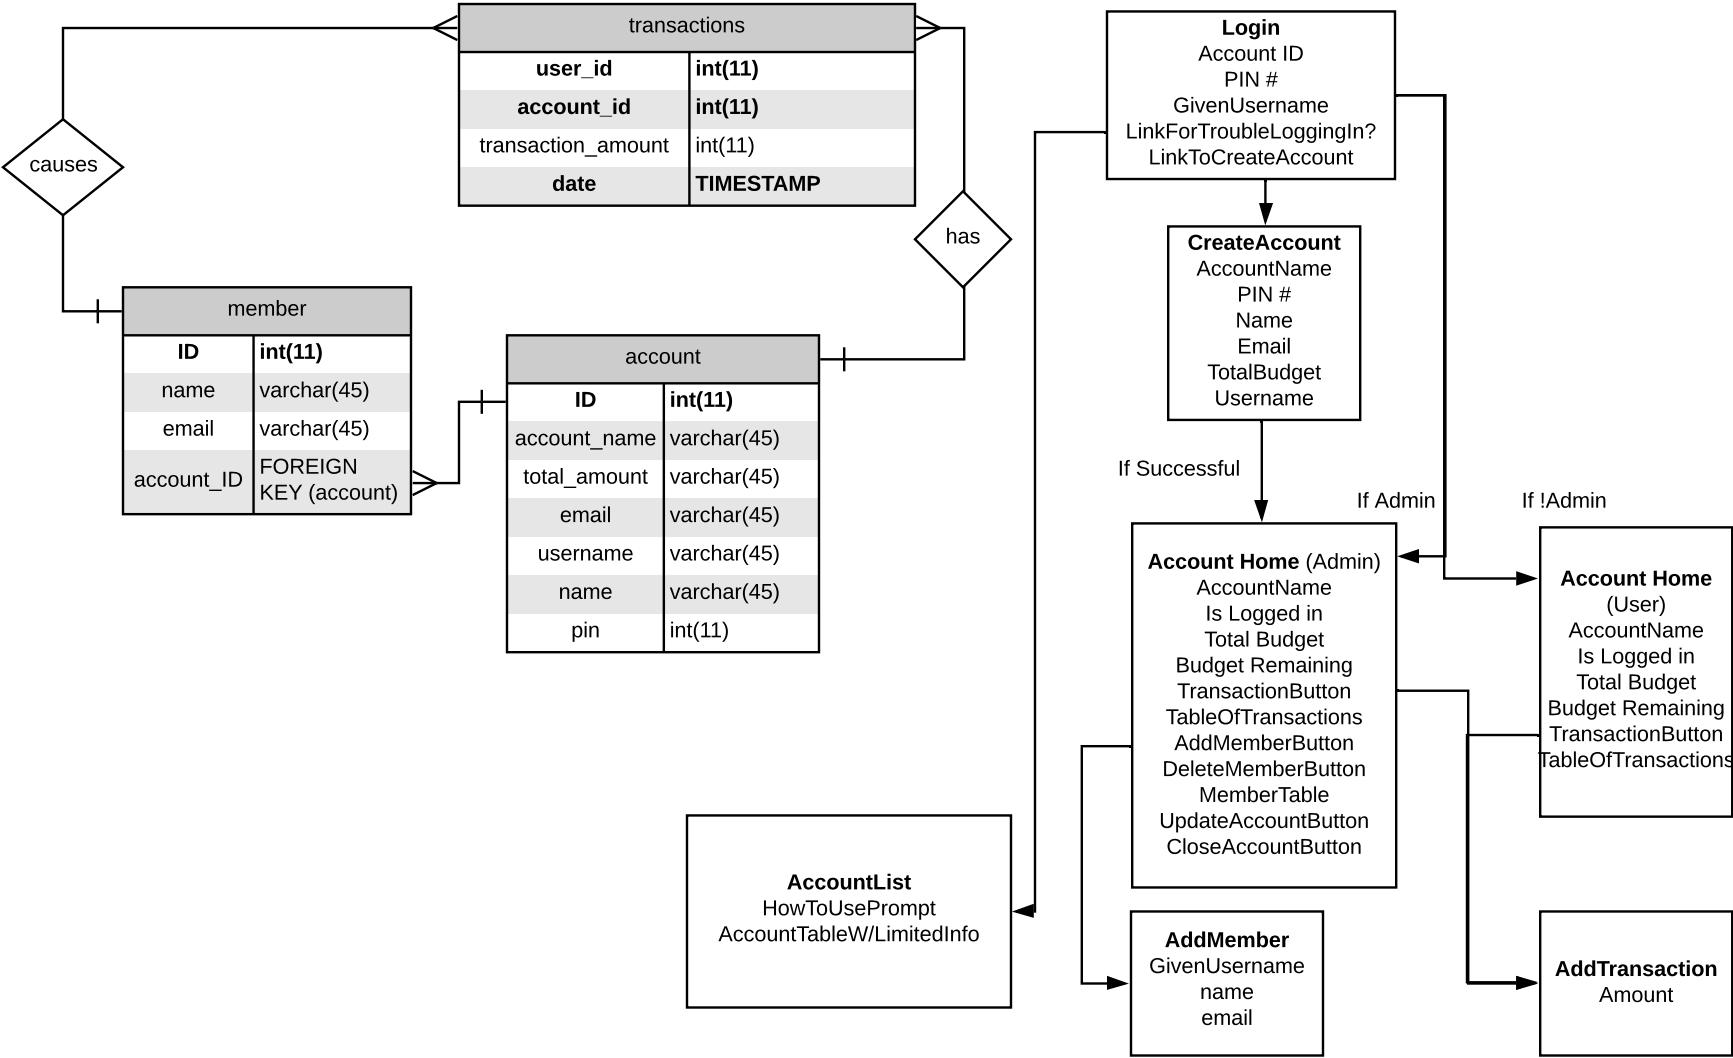 transactions
user_id int(11)
account_id int(11)
transaction_amount int(11)
date TIMESTAMP
causes
has
member
ID int(11)
name varchar(45)
email varchar(45)
account_ID FOREIGN
KEY (account)
account
ID int(11)
account_name varchar(45)
total_amount varchar(45)
email varchar(45)
username varchar(45)
name varchar(45)
pin int(11)
Login
Account ID
PIN #
GivenUsername
LinkForTroubleLoggingIn?
LinkToCreateAccount
CreateAccount
AccountName
PIN #
Name
Email
TotalBudget
Username
If Successful
If Admin
If !Admin
Account Home (Admin)
AccountName
Is Logged in
Total Budget
Budget Remaining
TransactionButton
TableOfTransactions
AddMemberButton
DeleteMemberButton
MemberTable
UpdateAccountButton
CloseAccountButton
Account Home
(User)
AccountName
Is Logged in
Total Budget
Budget Remaining
TransactionButton
TableOfTransactions
AccountList
HowToUsePrompt
AccountTableW/LimitedInfo
AddMember
GivenUsername
name
email
AddTransaction
Amount